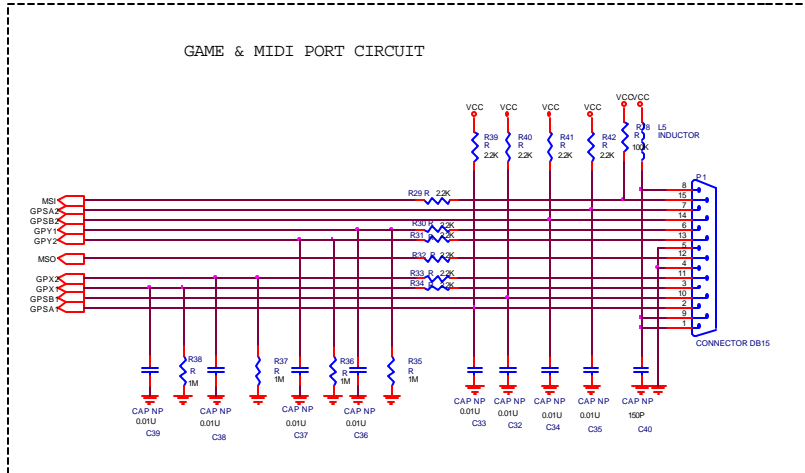 GAME & MIDI PORT CIRCUIT
VCC VCC VCC VCC VCC VCC
R39 R 2.2K
R40 R 2.2K
R41 R 2.2K
R42 R 2.2K
R 100K
L5
INDUCTOR
P1
8
15
7
14
6
13
5
12
4
11
3
10
2
9
1
CONNECTOR DB15
MSI
GPSA2
GPSB2
GPY1
GPY2
MSO
GPX2
GPX1
GPSB1
GPSA1
R29 R 2.2K
R30 R 2.2K
R31 R 2.2K
R32 R 2.2K
R33 R 2.2K
R34 R 2.2K
R38 R 1M
R37 R 1M
R36 R 1M
R35 R 1M
CAP NP 0.01U C39
CAP NP 0.01U C38
CAP NP 0.01U C37
CAP NP 0.01U C36
CAP NP 0.01U C33
CAP NP 0.01U C32
CAP NP 0.01U C34
CAP NP 0.01U C35
CAP NP 150P C40